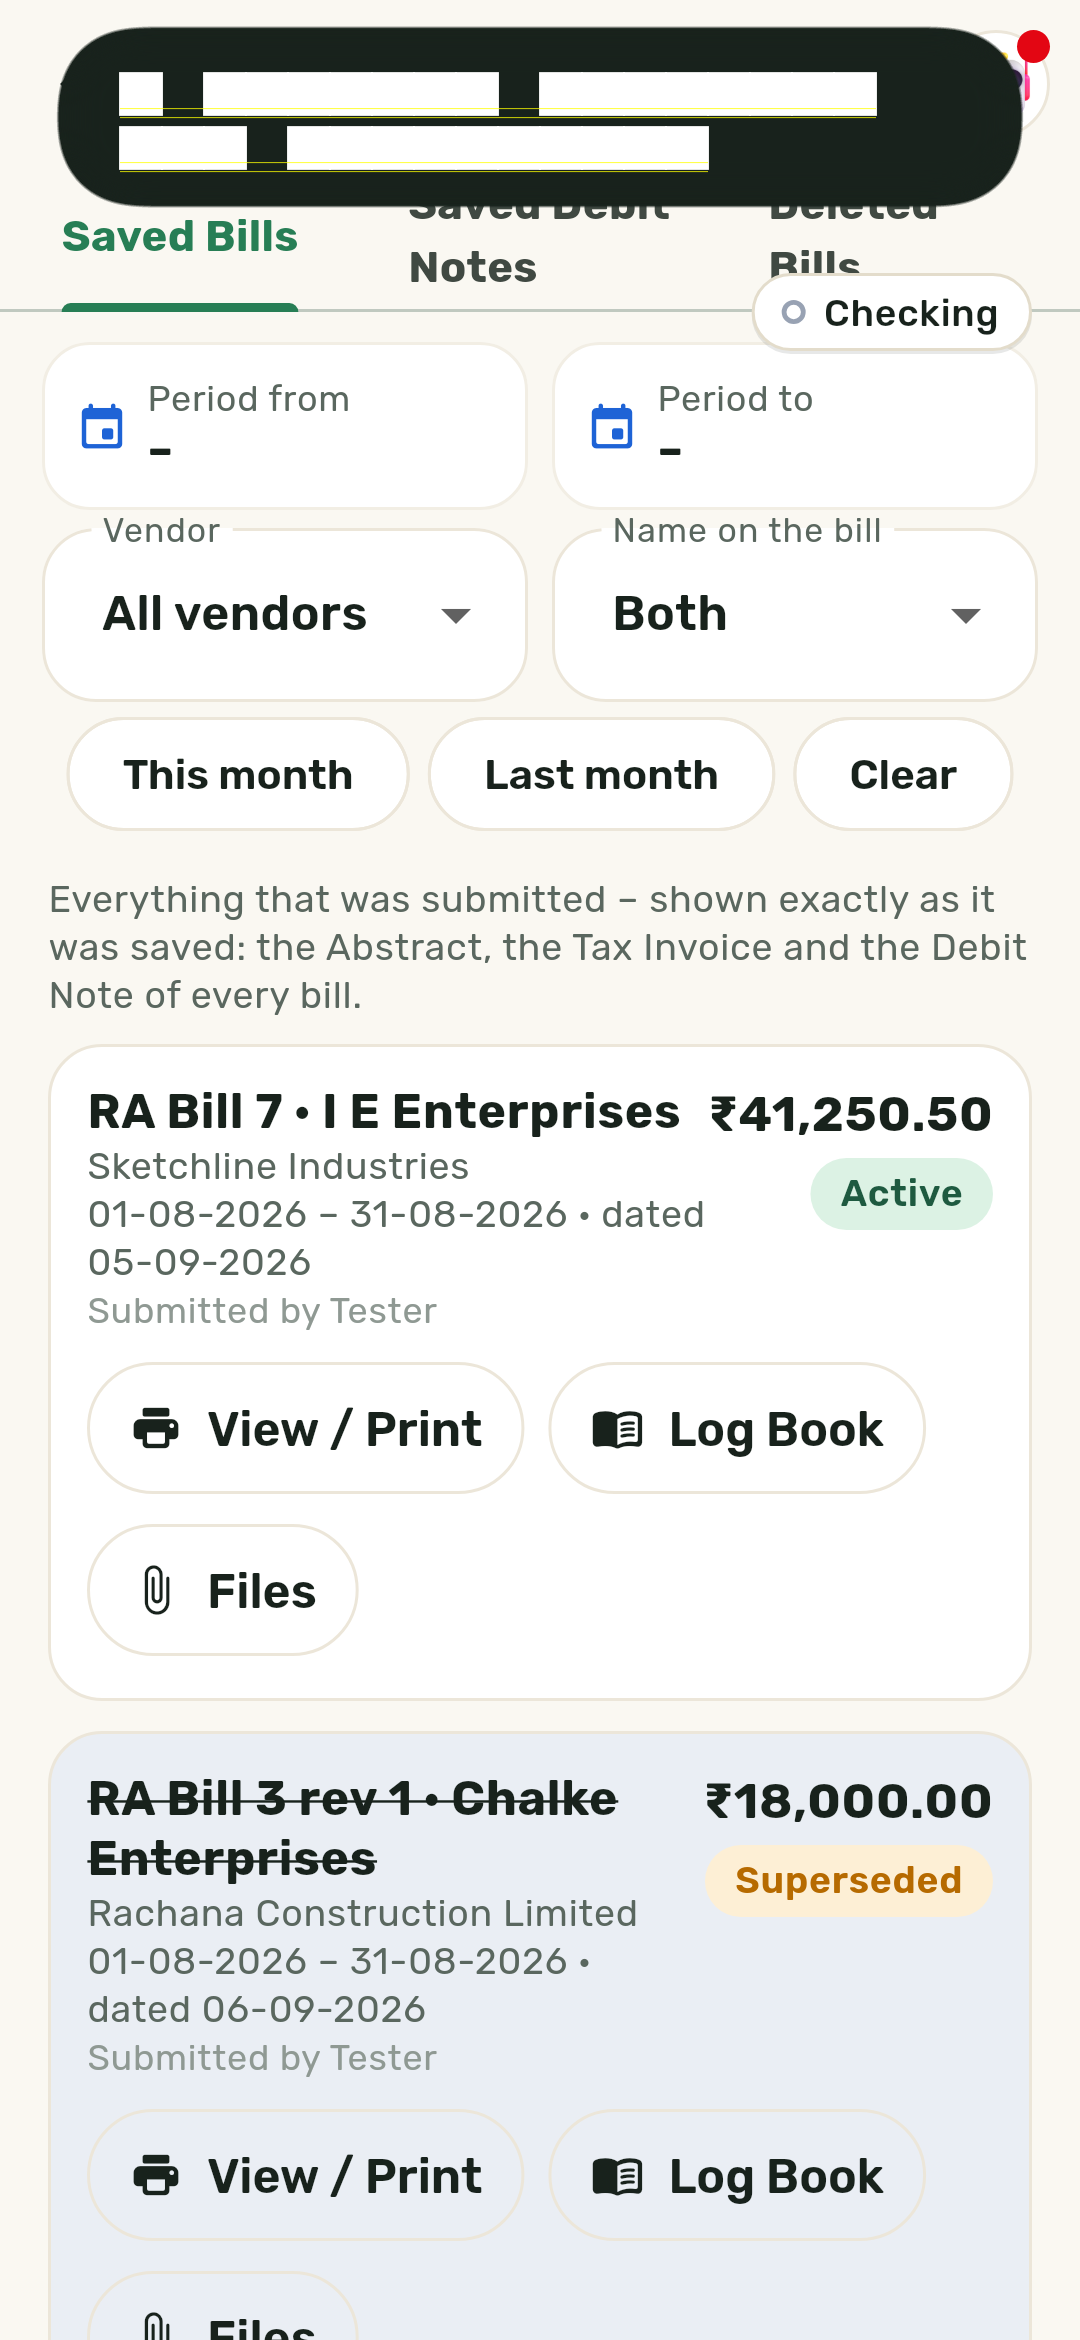 Saved Bills
Saved Debit
Notes
Deleted
Bills
Checking
Period from
–
Period to
–
Vendor
All vendors
Name on the bill
Both
This month
Last month
Clear
Everything that was submitted – shown exactly as it
was saved: the Abstract, the Tax Invoice and the Debit
Note of every bill.
RA Bill 7 • I E Enterprises
₹41,250.50
Sketchline Industries
Active
01-08-2026 – 31-08-2026 • dated
05-09-2026
Submitted by Tester
View / Print
Log Book
Files
RA Bill 3 rev 1 • Chalke
Enterprises
₹18,000.00
Superseded
Rachana Construction Limited
01-08-2026 – 31-08-2026 •
dated 06-09-2026
Submitted by Tester
View / Print
Log Book
Files